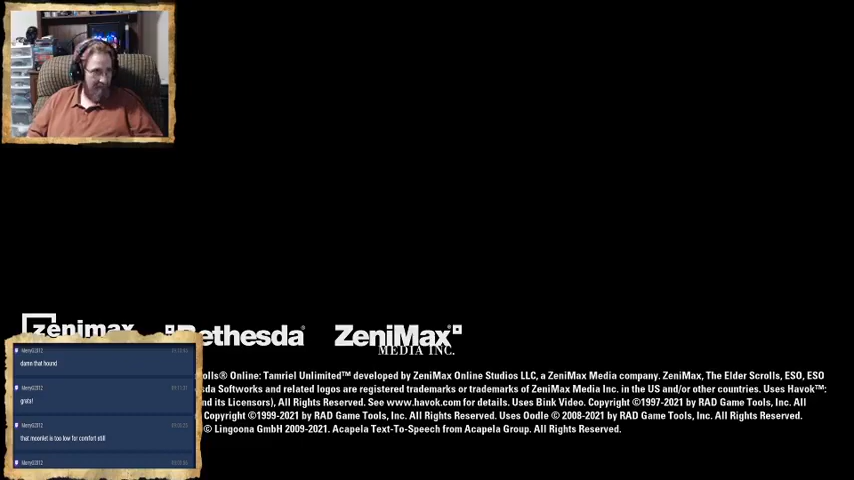 zenimax Bethesda ZeniMax
MEDIA INC.
MerryG2012
damn that hound
MerryG2012
gnats!
MerryG2012
that moonlet is too low for comfort still
MerryG2012
rolls® Online: Tamriel Unlimited™ developed by ZeniMax Online Studios LLC, a ZeniMax Media company. ZeniMax, The Elder Scrolls, ESO, ESO
da Softworks and related logos are registered trademarks or trademarks of ZeniMax Media Inc. in the US and/or other countries. Uses Havok™:
nd its Licensors), All Rights Reserved. See www.havok.com for details. Uses Bink Video. Copyright ©1997-2021 by RAD Game Tools, Inc. All
Copyright ©1999-2021 by RAD Game Tools, Inc. All Rights Reserved. Uses Oodle © 2008-2021 by RAD Game Tools, Inc. All Rights Reserved.
© Lingoona GmbH 2009-2021. Acapela Text-To-Speech from Acapela Group. All Rights Reserved.